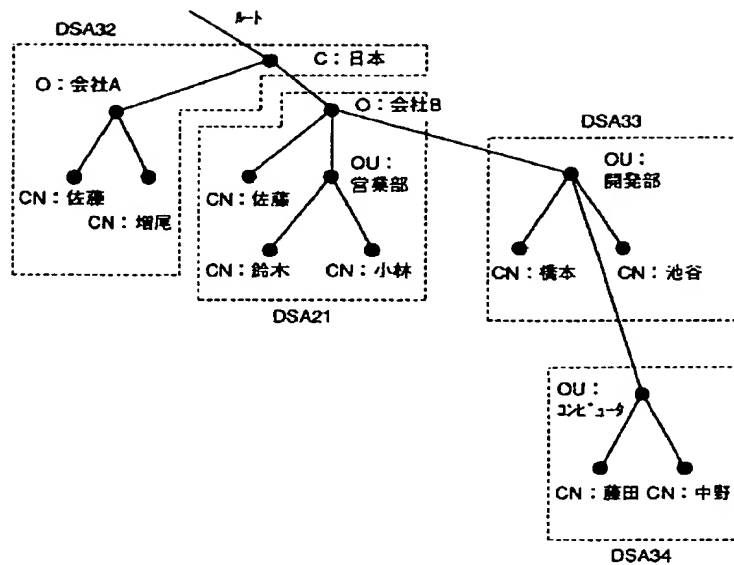 ルート
DSA32
C：日本
O：会社A
O：会社B
DSA33
OU：
開発部
OU：
営業部
CN：佐藤
CN：増尾
CN：佐藤
CN：鈴木
CN：小林
CN：橋本
CN：池谷
DSA21
OU：
コンピュータ
CN：藤田
CN：中野
DSA34